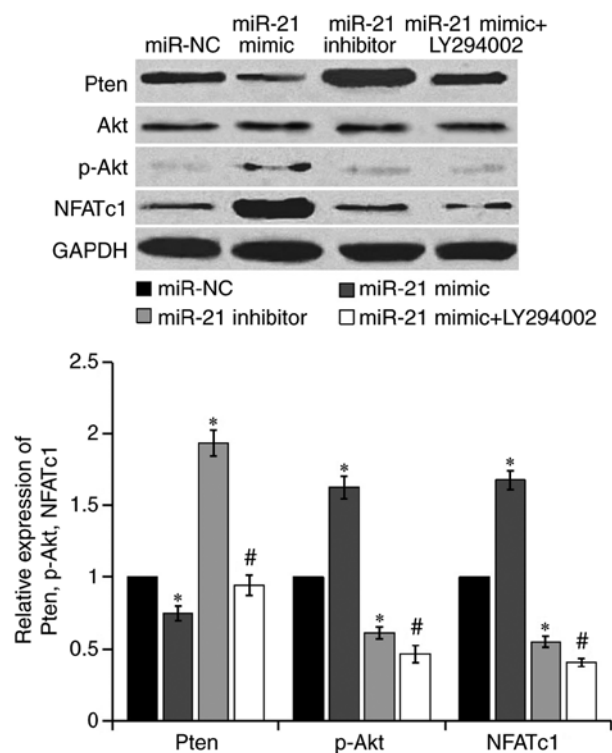 miR-NC miR-21 mimic miR-21 inhibitor miR-21 mimic+ LY294002
Pten
Akt
p-Akt
NFATc1
GAPDH
miR-NC miR-21 mimic
miR-21 inhibitor miR-21 mimic+LY294002
Relative expression of
Pten, p-Akt, NFATc1
2.5
2
1.5
1
0.5
0
* * # * * # * * #
Pten p-Akt NFATc1